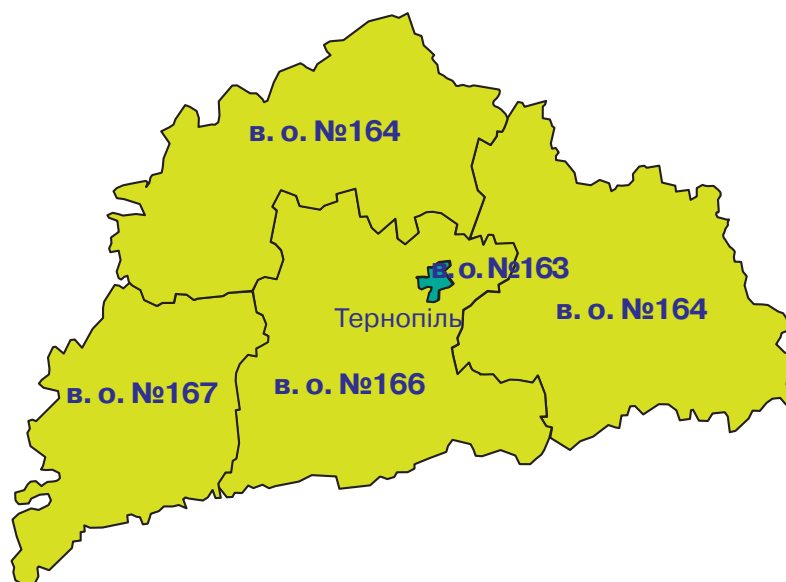 в. о. №164
в. о. №163
в. о. №164
Тернопіль
в. о. №166
в. о. №167